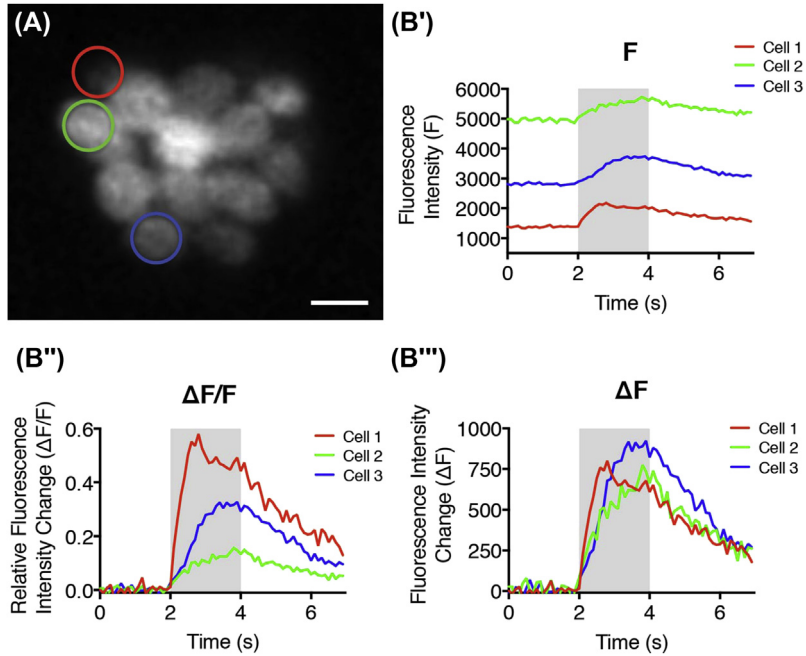 (A)
(B')
F
Cell 1
Cell 2
Cell 3
Fluorescence
Intensity (F)
6000
5000
4000
3000
2000
1000
0
2
4
6
Time (s)
(B'')
ΔF/F
Cell 1
Cell 2
Cell 3
Relative Fluorescence
Intensity Change (ΔF/F)
0.6
0.4
0.2
0.0
0
2
4
6
Time (s)
(B''')
ΔF
Cell 1
Cell 2
Cell 3
Fluorescence Intensity
Change (ΔF)
1000
750
500
250
0
0
2
4
6
Time (s)